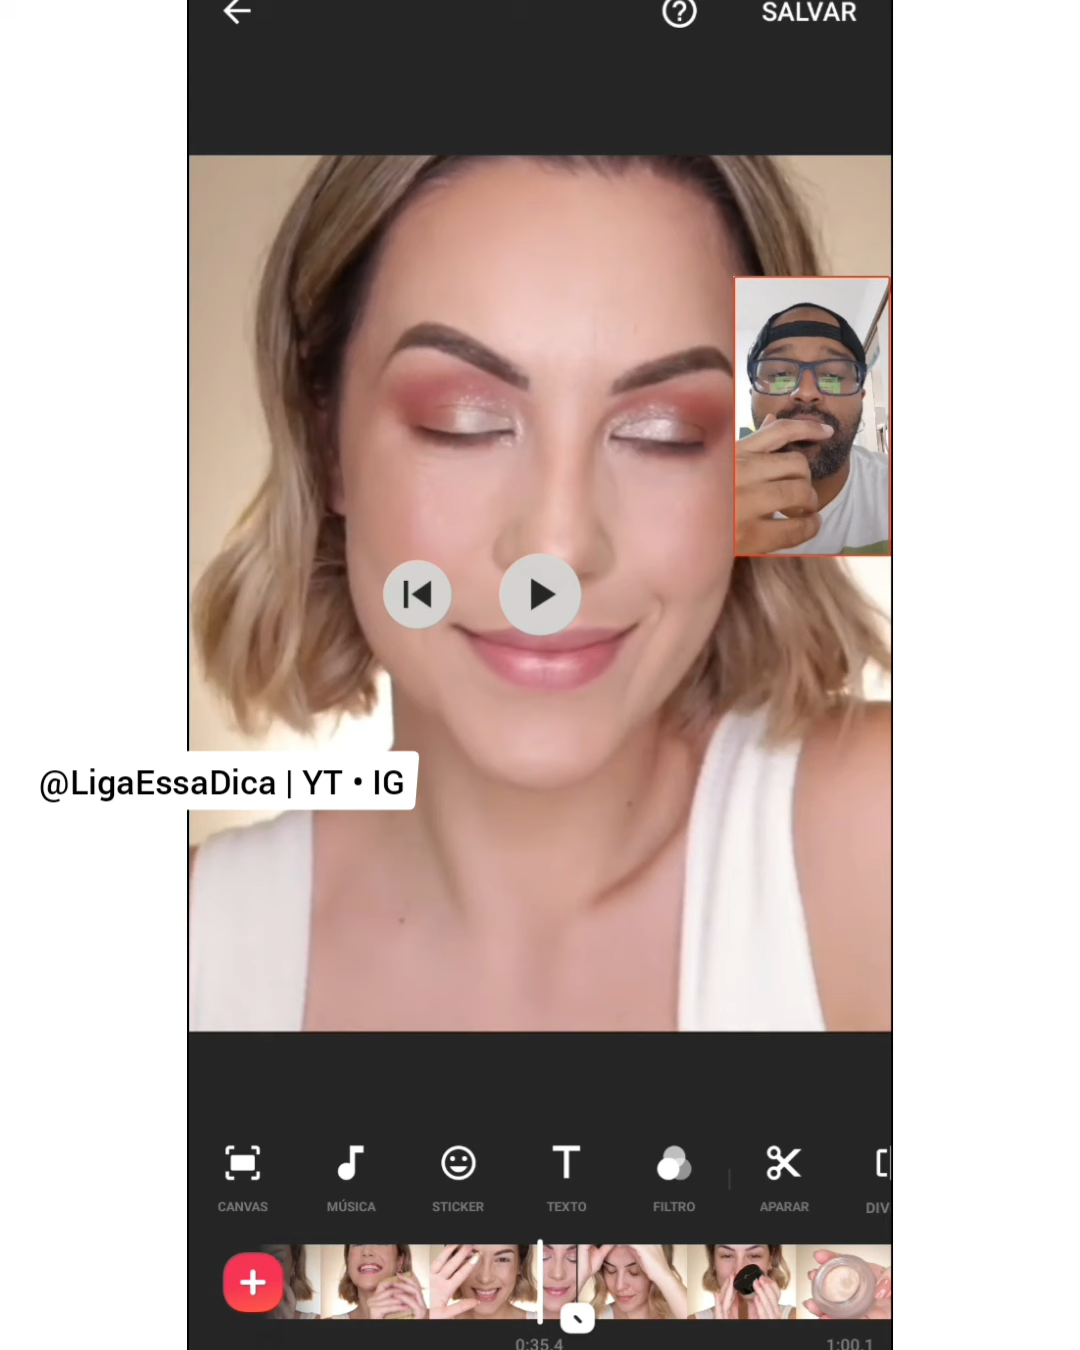 SALVAR
@LigaEssaDica | YT • IG
CANVAS
MÚSICA
STICKER
TEXTO
FILTRO
APARAR
DIV
0:35.4
1:00.1